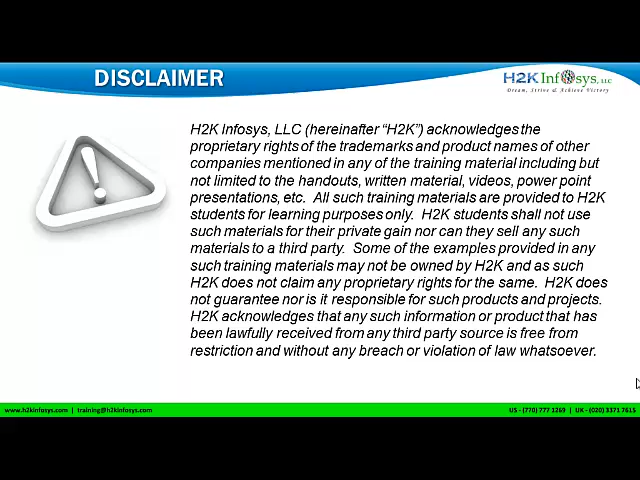 DISCLAIMER
H2K Infosys, LLC
Dream, Strive & Achieve Victory
H2K Infosys, LLC (hereinafter “H2K”) acknowledges the
proprietary rights of the trademarks and product names of other
companies mentioned in any of the training material including but
not limited to the handouts, written material, videos, power point
presentations, etc. All such training materials are provided to H2K
students for learning purposes only. H2K students shall not use
such materials for their private gain nor can they sell any such
materials to a third party. Some of the examples provided in any
such training materials may not be owned by H2K and as such
H2K does not claim any proprietary rights for the same. H2K does
not guarantee nor is it responsible for such products and projects.
H2K acknowledges that any such information or product that has
been lawfully received from any third party source is free from
restriction and without any breach or violation of law whatsoever.
www.h2kinfosys.com | training@h2kinfosys.com
US - (770) 777 1269 | UK - (020) 3371 7615